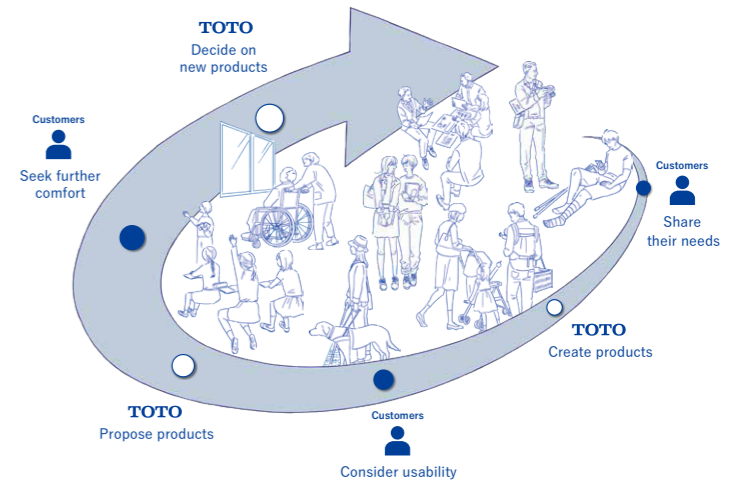 TOTO
Decide on
new products
Customers
Seek further
comfort
Customers
Share
their needs
TOTO
Create products
TOTO
Propose products
Customers
Consider usability